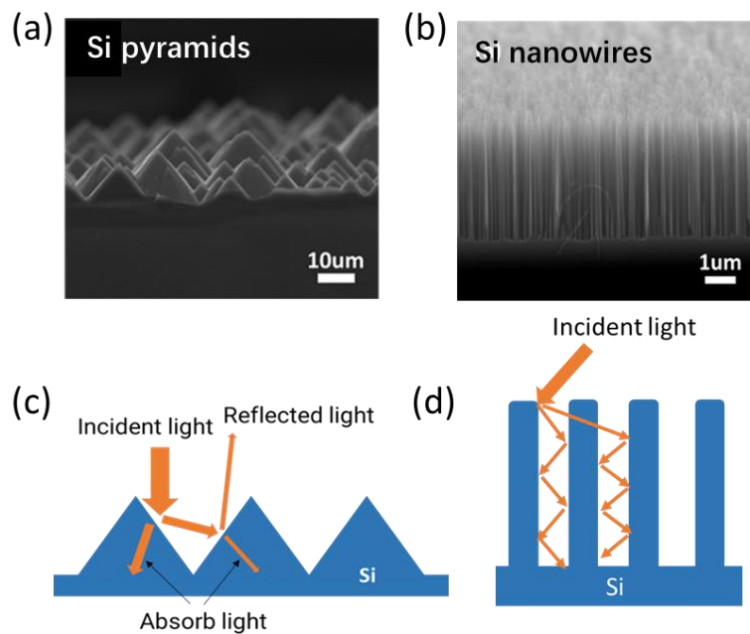 (a)
Si pyramids
10um
(b)
Si nanowires
1um
(c)
Incident light
Reflected light
Si
Absorb light
(d)
Incident light
Si